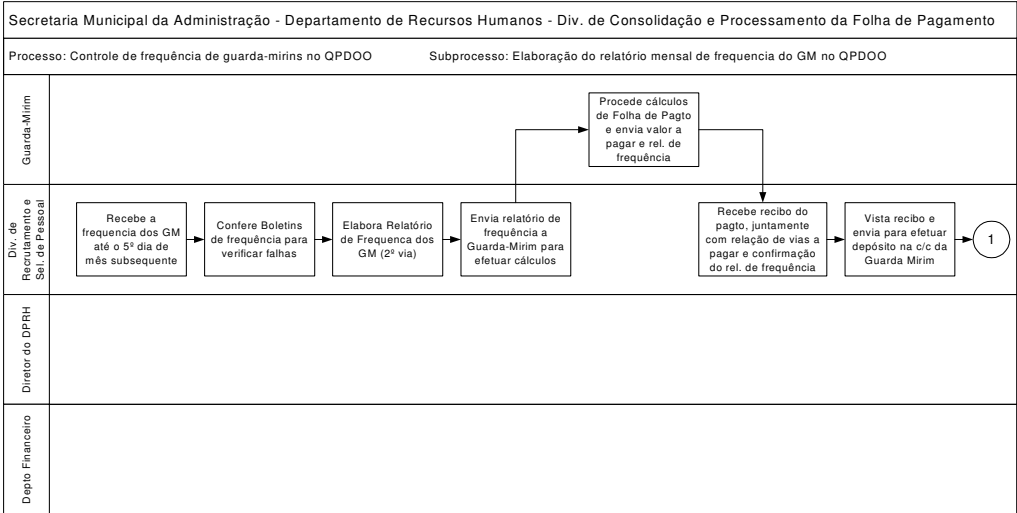 Secretaria Municipal da Administração - Departamento de Recursos Humanos - Div. de Consolidação e Processamento da Folha de Pagamento
Processo: Controle de frequência de guarda-mirins no QPDOO
Subprocesso: Elaboração do relatório mensal de frequencia do GM no QPDOO
Guarda-Mirim
Procede cálculos
de Folha de Pagto
e envia valor a
pagar e rel. de
frequência
Div. de
Recrutamento e
Sel. de Pessoal
Recebe a
frequencia dos GM
até o 5º dia de
mês subsequente
Confere Boletins
de frequência para
verificar falhas
Elabora Relatório
de Frequenca dos
GM (2º via)
Envia relatório de
frequência a
Guarda-Mirim para
efetuar cálculos
Recebe recibo do
pagto, juntamente
com relação de vias a
pagar e confirmação
do rel. de frequência
Vista recibo e
envia para efetuar
depósito na c/c da
Guarda Mirim
1
Diretor do DPRH
Depto Financeiro